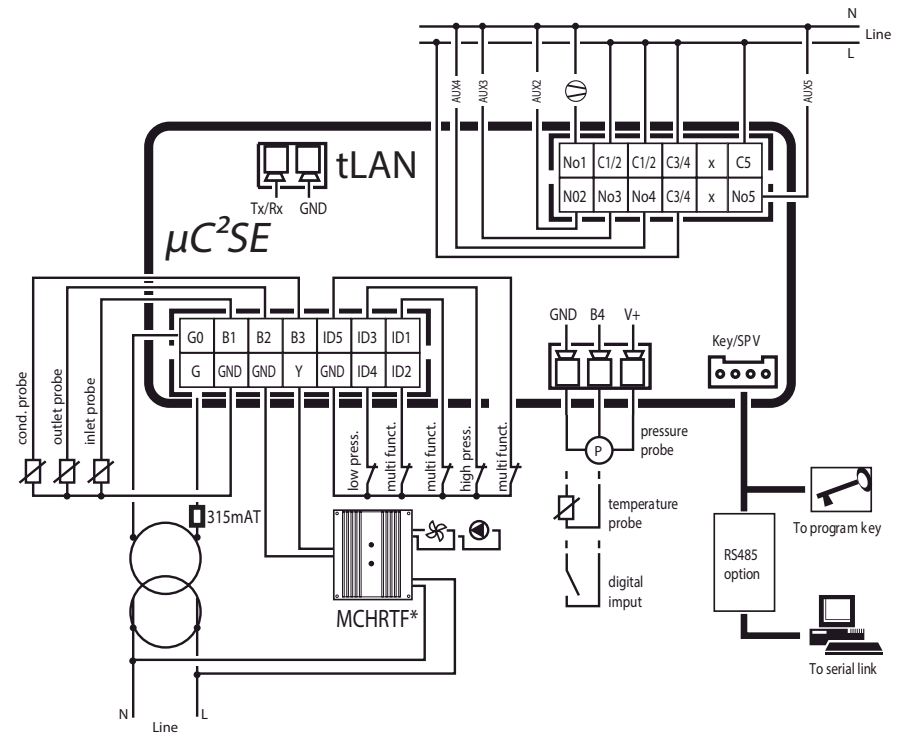 N
Line
L
AUX4
AUX3
AUX2
AUX5
tLAN
Tx/Rx GND
µC²SE
No1 C1/2 C1/2 C3/4 x C5
N02 No3 No4 C3/4 x No5
G0 B1 B2 B3 ID5 ID3 ID1
G GND GND Y GND ID4 ID2
GND B4 V+
Key/SPV
cond. probe
outlet probe
inlet probe
low press.
multi funct.
multi funct.
high press.
multi funct.
P
pressure
probe
315mAT
temperature
probe
To program key
RS485
option
digital
imput
MCHRTF*
To serial link
N
Line
L